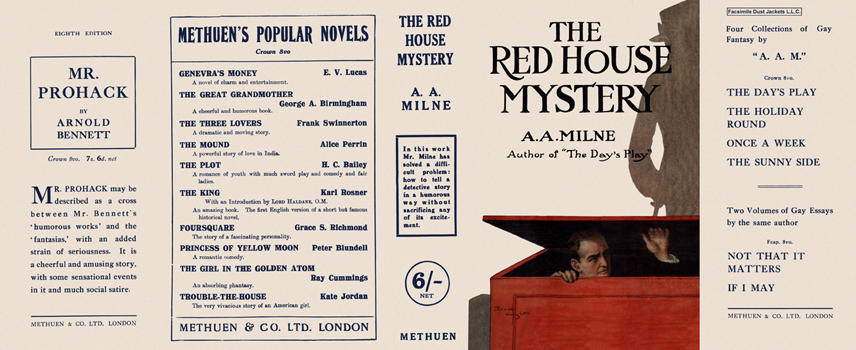 EIGHTH EDITION
MR.
PROHACK
BY
ARNOLD
BENNETT
Crown 8vo. 7s. 6d. net
MR. PROHACK may be
described as a cross
between Mr. Bennett's
'humorous works' and the
'fantasias,' with an added
strain of seriousness. It is
a cheerful and amusing story,
with some sensational events
in it and much social satire.
METHUEN & CO. LTD. LONDON
METHUEN'S POPULAR NOVELS
Crown 8vo
GENEVRA'S MONEY E. V. Lucas
A novel of charm and entertainment.
THE GREAT GRANDMOTHER
George A. Birmingham
A cheerful and humorous book.
THE THREE LOVERS Frank Swinnerton
A dramatic and moving story.
THE MOUND Alice Perrin
A powerful story of love in India.
THE PLOT H. C. Bailey
A romance of youth with much sword play and comedy and fair
ladies.
THE KING Karl Rosner
With an Introduction by LORD HALDANE, O.M.
An amazing book. The first English version of a short but famous
historical novel,
FOURSQUARE Grace S. Richmond
The story of a fascinating personality.
PRINCESS OF YELLOW MOON Peter Blundell
A romantic comedy.
THE GIRL IN THE GOLDEN ATOM
Ray Cummings
An absorbing phantasy.
TROUBLE-THE-HOUSE Kate Jordan
The very vivacious story of an American girl.
METHUEN & CO. LTD. LONDON
THE RED
HOUSE
MYSTERY
A. A.
MILNE
In this work
Mr. Milne has
solved a diffi-
cult problem:
how to tell a
detective story
in a humorous
way without
sacrificing any
of its excite-
ment.
6/-
NET
METHUEN
THE
RED HOUSE
MYSTERY
A.A. MILNE
Author of "The Day's Play"
Facsimile Dust Jackets L.L.C.
Four Collections of Gay
Fantasy by
"A. A. M."
Crown 8vo.
THE DAY'S PLAY
THE HOLIDAY
ROUND
ONCE A WEEK
THE SUNNY SIDE
Two Volumes of Gay Essays
by the same author
Fcap. 8vo.
NOT THAT IT
MATTERS
IF I MAY
METHUEN & CO. LTD. LONDON